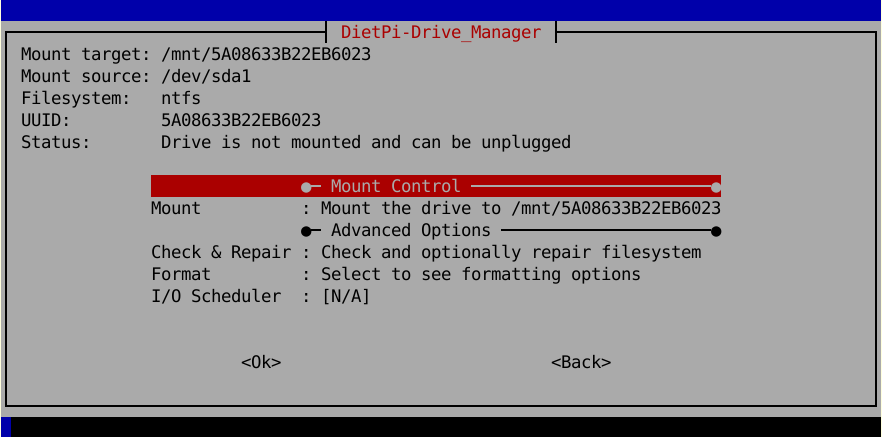 DietPi-Drive_Manager
Mount target: /mnt/5A08633B22EB6023
Mount source: /dev/sda1
Filesystem:   ntfs
UUID:         5A08633B22EB6023
Status:       Drive is not mounted and can be unplugged
Mount Control
Mount          : Mount the drive to /mnt/5A08633B22EB6023
Advanced Options
Check & Repair : Check and optionally repair filesystem
Format         : Select to see formatting options
I/O Scheduler  : [N/A]
<Ok>                           <Back>